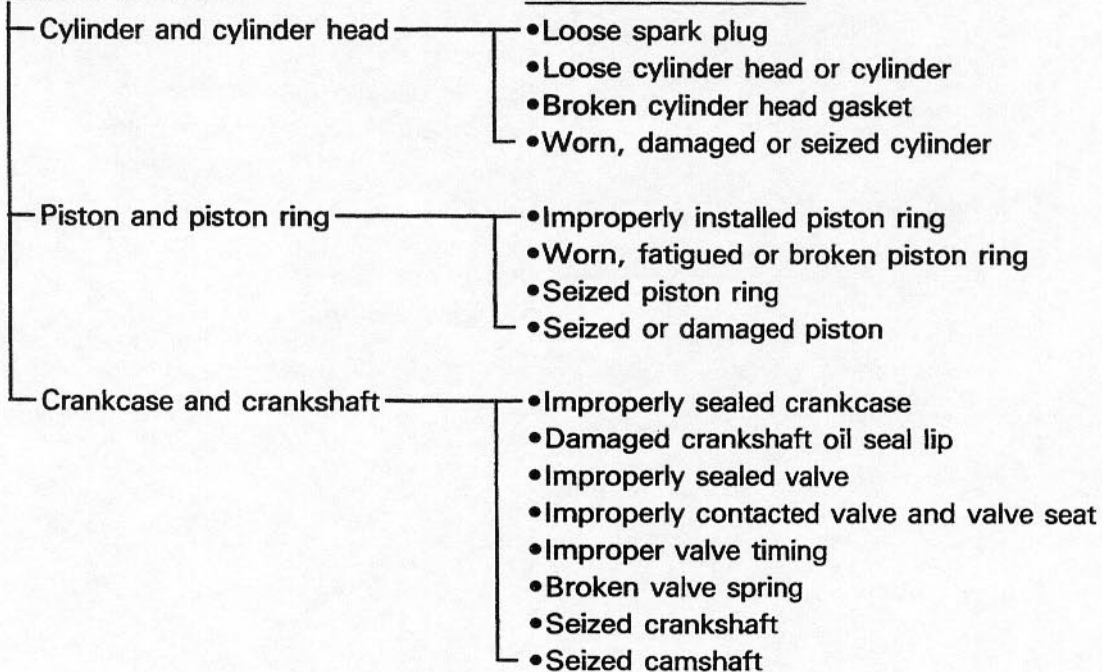 Cylinder and cylinder head
•Loose spark plug
•Loose cylinder head or cylinder
•Broken cylinder head gasket
•Worn, damaged or seized cylinder
Piston and piston ring
•Improperly installed piston ring
•Worn, fatigued or broken piston ring
•Seized piston ring
•Seized or damaged piston
Crankcase and crankshaft
•Improperly sealed crankcase
•Damaged crankshaft oil seal lip
•Improperly sealed valve
•Improperly contacted valve and valve seat
•Improper valve timing
•Broken valve spring
•Seized crankshaft
•Seized camshaft